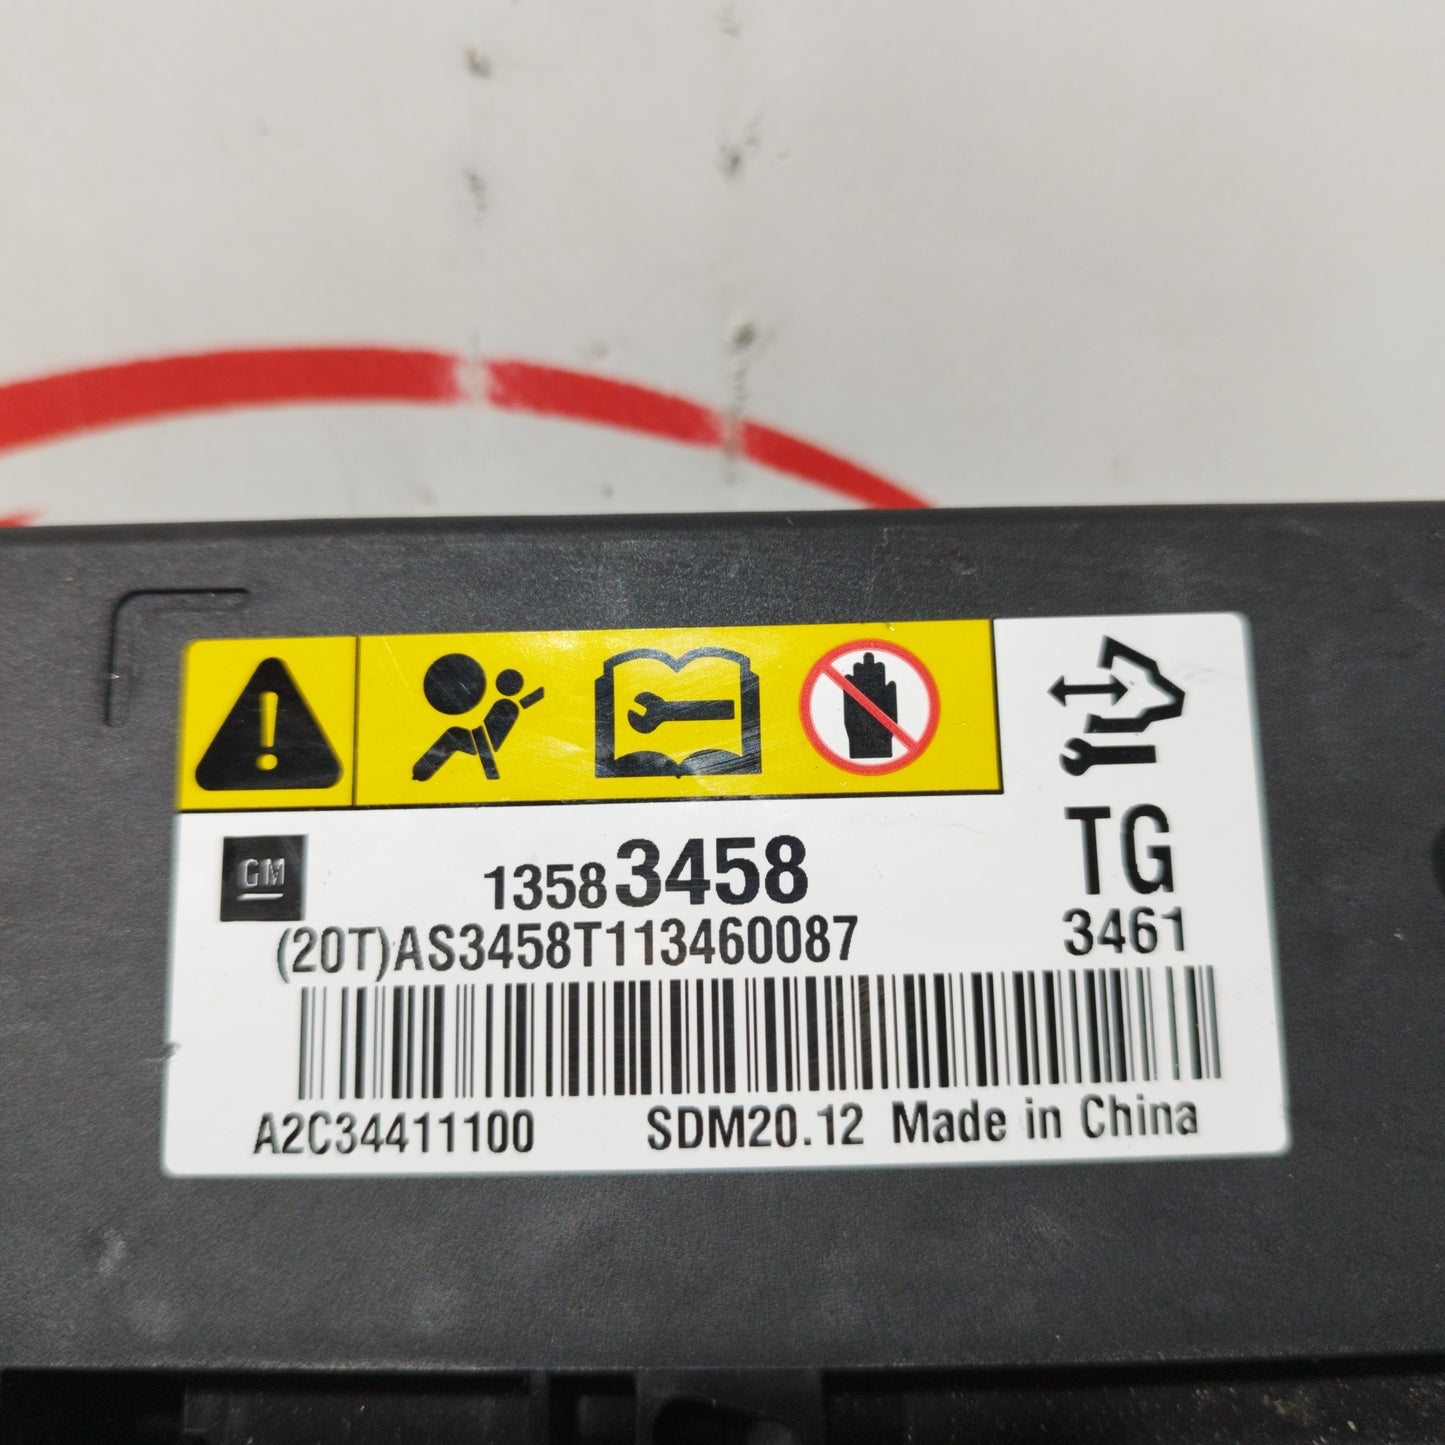 GM
13583458
TG
(20T)AS3458T113460087
3461
A2C34411100 SDM20.12 Made in China